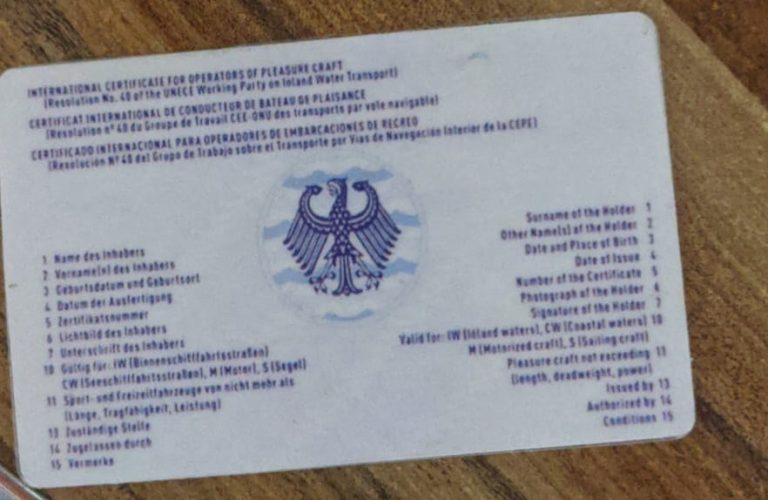 INTERNATIONAL CERTIFICATE FOR OPERATORS OF PLEASURE CRAFT
(Resolution No. 40 of the UNECE Working Party on Inland Water Transport)
CERTIFICAT INTERNATIONAL DE CONDUCTEUR DE BATEAU DE PLAISANCE
(Resolution n° 40 du Groupe de Travail CEE-ONU des transports par voie navigable)
CERTIFICADO INTERNACIONAL PARA OPERADORES DE EMBARCACIONES DE RECREO
(Resolución Nº 40 del Grupo de Trabajo sobre el Transporte por Vías de Navegación Interior de la CEPE)
1 Name des Inhabers
2 Vorname(n) des Inhabers
3 Geburtsdatum und Geburtsort
4 Datum der Ausfertigung
5 Zertifikatsnummer
6 Lichtbild des Inhabers
7 Unterschrift des Inhabers
10 Gültig für: IW (Binnenschifffahrtsstraßen)
CW (Seeschifffahrtsstraßen), M (Motor), S (Segel)
11 Sport- und Freizeitfahrzeuge von nicht mehr als
(Länge, Tragfähigkeit, Leistung)
13 Zuständige Stelle
14 Zugelassen durch
15 Vermerke
Surname of the Holder 1
Other Name(s) of the Holder 2
Date and Place of Birth 3
Date of Issue 4
Number of the Certificate 5
Photograph of the Holder 6
Signature of the Holder 7
Valid for: IW (Inland waters), CW (Coastal waters) 10
M (Motorized craft), S (Sailing craft)
Pleasure craft not exceeding 11
(length, deadweight, power)
Issued by 13
Authorized by 14
Conditions 15